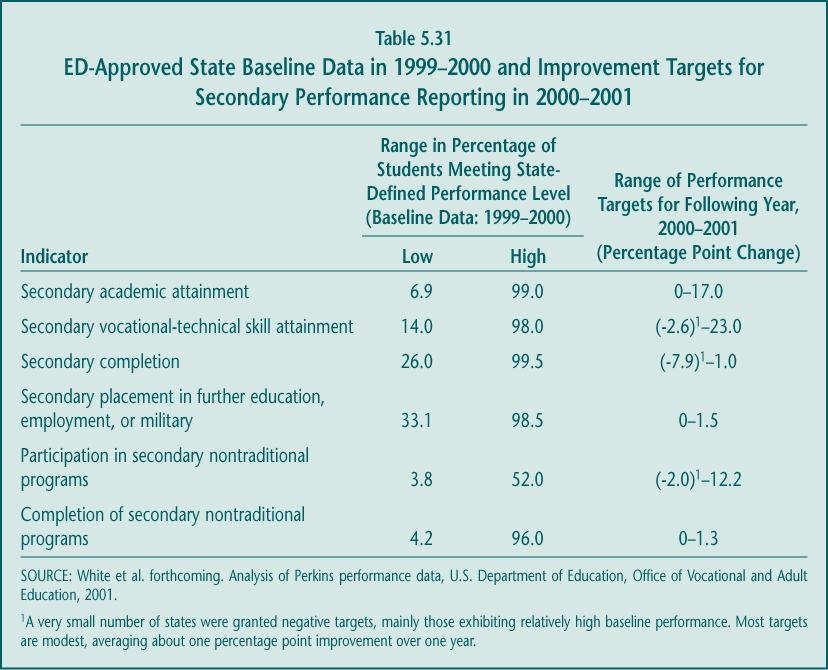 Table 5.31
ED-Approved State Baseline Data in 1999–2000 and Improvement Targets for
Secondary Performance Reporting in 2000–2001
Range in Percentage of
Students Meeting State-
Defined Performance Level
(Baseline Data: 1999–2000)
Range of Performance
Targets for Following Year,
2000–2001
(Percentage Point Change)
Indicator Low High
Secondary academic attainment 6.9 99.0 0–17.0
Secondary vocational-technical skill attainment 14.0 98.0 (-2.6)¹–23.0
Secondary completion 26.0 99.5 (-7.9)¹–1.0
Secondary placement in further education,
employment, or military 33.1 98.5 0–1.5
Participation in secondary nontraditional
programs 3.8 52.0 (-2.0)¹–12.2
Completion of secondary nontraditional
programs 4.2 96.0 0–1.3
SOURCE: White et al. forthcoming. Analysis of Perkins performance data, U.S. Department of Education, Office of Vocational and Adult
Education, 2001.
¹A very small number of states were granted negative targets, mainly those exhibiting relatively high baseline performance. Most targets
are modest, averaging about one percentage point improvement over one year.